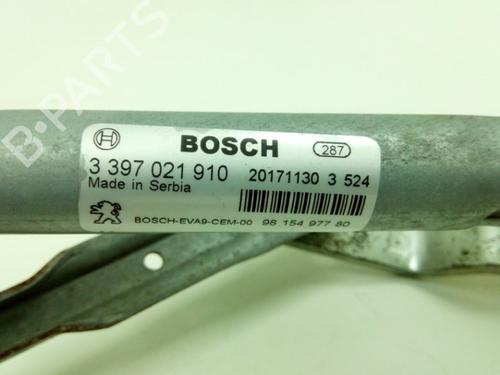 B-PARTS
BOSCH
287
3 397 021 910
Made in Serbia
20171130 3 524
BOSCH-EVA9-CEM-00 98 154 977 80